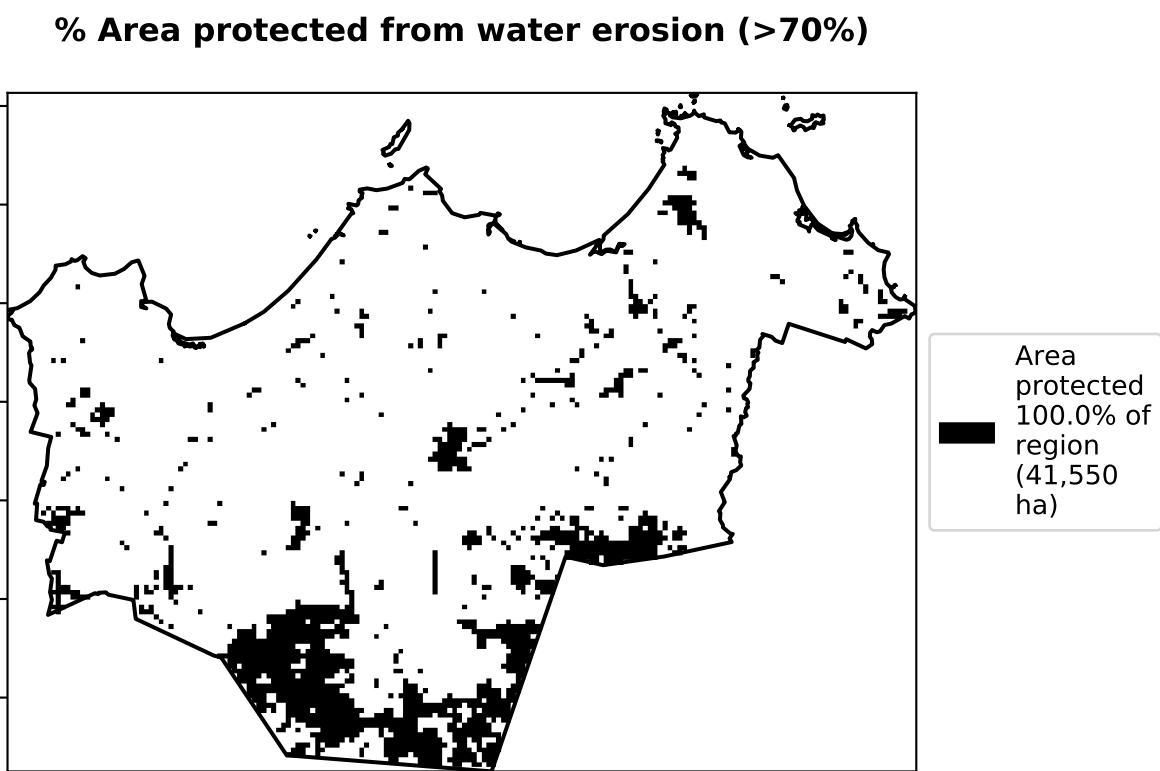 % Area protected from water erosion (>70%)
Area
protected
100.0% of
region
(41,550
ha)